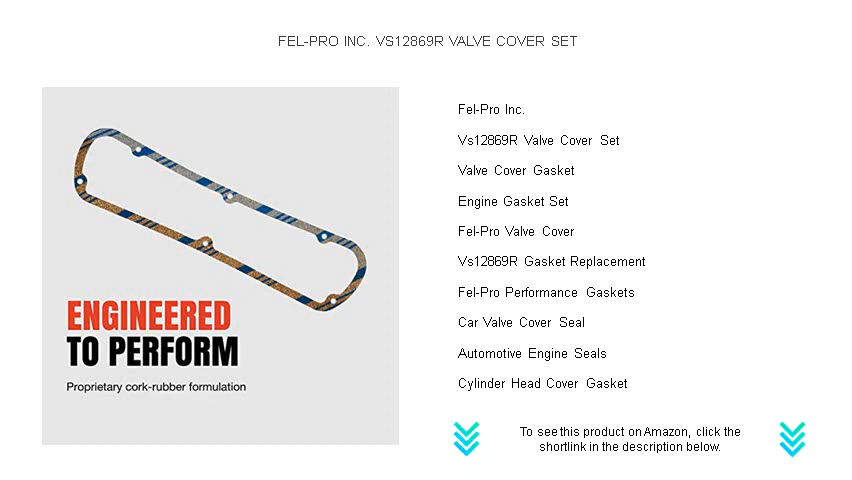 FEL-PRO INC. VS12869R VALVE COVER SET
ENGINEERED
TO PERFORM
Proprietary cork-rubber formulation
Fel-Pro Inc.
Vs12869R Valve Cover Set
Valve Cover Gasket
Engine Gasket Set
Fel-Pro Valve Cover
Vs12869R Gasket Replacement
Fel-Pro Performance Gaskets
Car Valve Cover Seal
Automotive Engine Seals
Cylinder Head Cover Gasket
To see this product on Amazon, click the
shortlink in the description below.